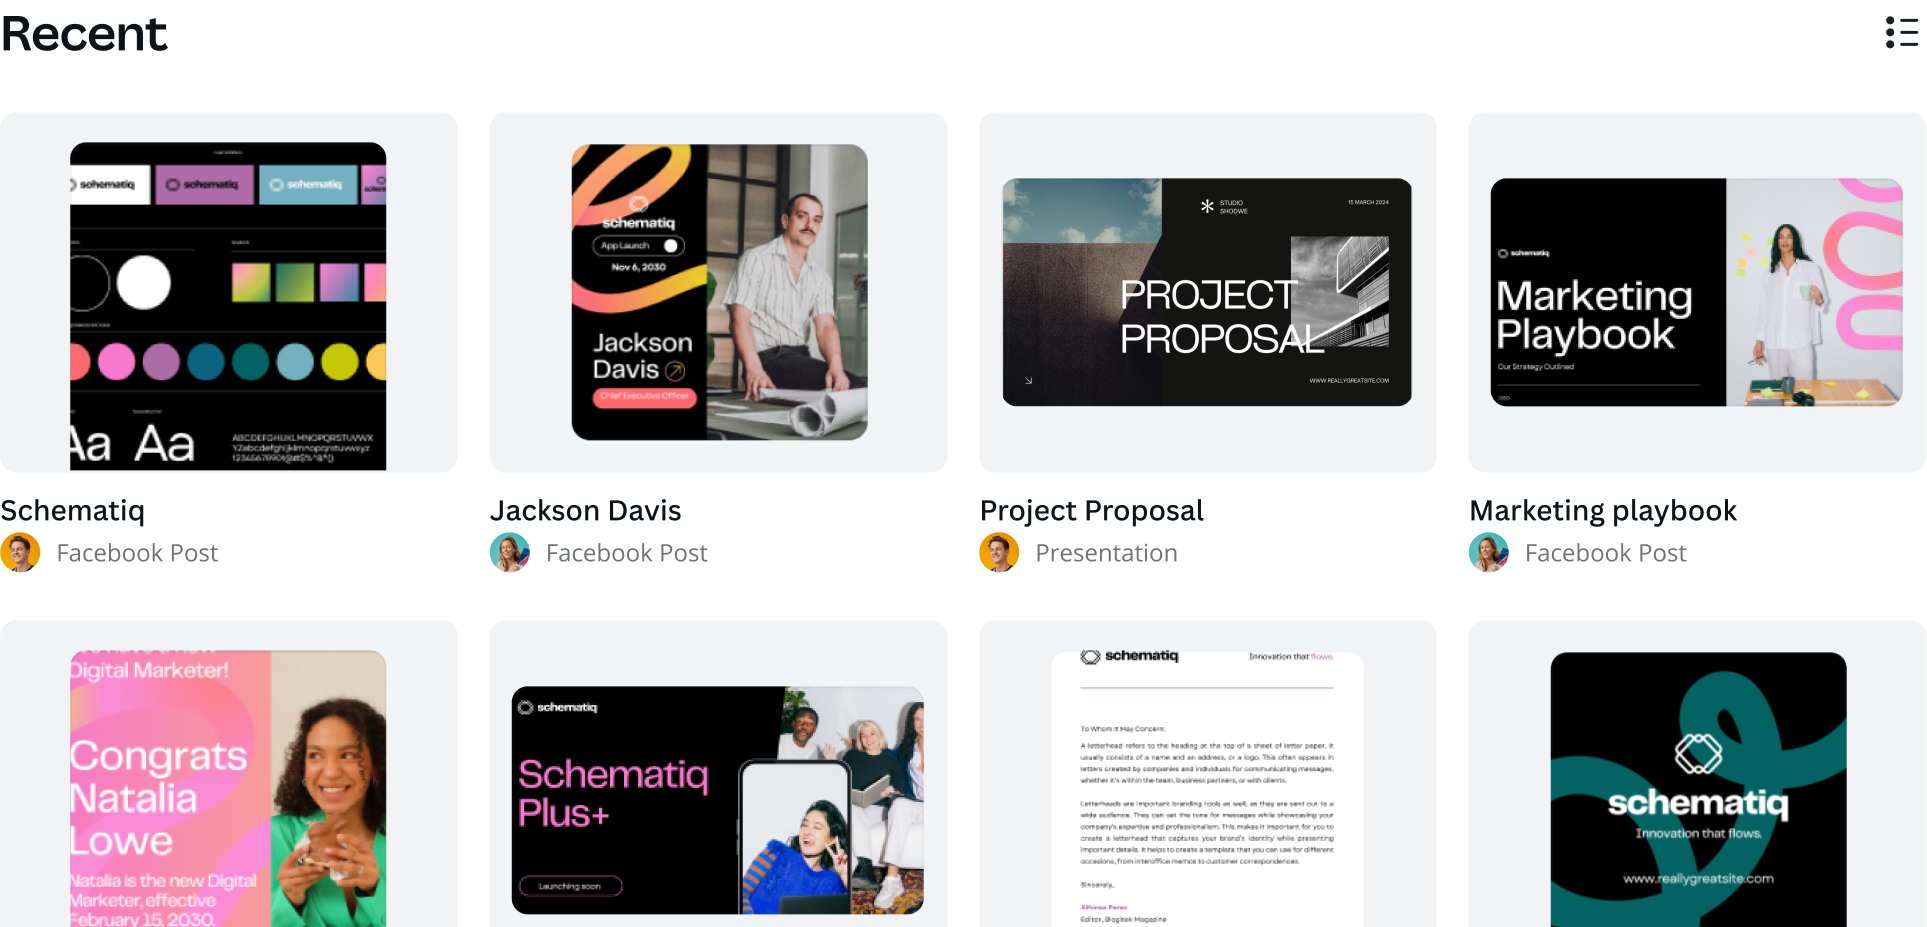 Recent
schematiq
schematiq
schematiq
Aa Aa
ABCDEFGHIJKLMNOPQRSTUVWX
YZabcdefghijklmnopqrstuvwxyz
schematiq
App Launch
Nov 6, 2030
Jackson
Davis
Chief Executive Officer
STUDIO
SHODWE
15 MARCH 2024
PROJECT
PROPOSAL
WWW.REALLYGREATSITE.COM
schematiq
Marketing
Playbook
Our Strategy Outlined
Schematiq
Facebook Post
Jackson Davis
Facebook Post
Project Proposal
Presentation
Marketing playbook
Facebook Post
Digital Marketer!
Congrats
Natalia
Lowe
Natalia is the new Digital
Marketer, effective
February 15, 2030.
schematiq
Schematiq
Plus+
Launching soon
schematiq
Innovation that flows.
To Whom It May Concern:
A letterhead refers to the heading at the top of a sheet of letter paper. It
usually consists of a name and an address, or a logo. This often appears in
letters created by companies and individuals for communicating messages,
whether it's within the team, business partners, or with clients.
Letterheads are important branding tools as well, as they are sent out to a
wide audience. They can set the tone for messages while showcasing your
company's expertise and professionalism. This makes it important for you to
create a letterhead that captures your brand's identity while presenting
important details. It helps to create a template that you can use for different
occasions, from interoffice memos to customer correspondences.
Sincerely,
Alfonso Perez
Editor, Blogitek Magazine
schematiq
Innovation that flows.
www.reallygreatsite.com